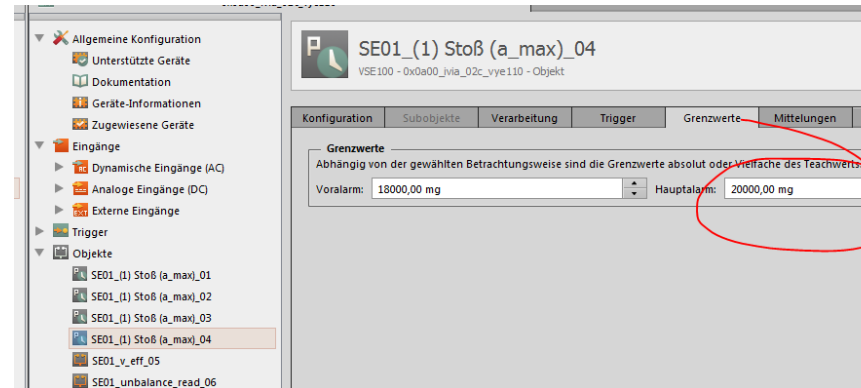 Allgemeine Konfiguration
Unterstützte Geräte
Dokumentation
Geräte-Informationen
Zugewiesene Geräte
Eingänge
Dynamische Eingänge (AC)
Analoge Eingänge (DC)
Externe Eingänge
Trigger
Objekte
SE01_(1) Stoß (a_max)_01
SE01_(1) Stoß (a_max)_02
SE01_(1) Stoß (a_max)_03
SE01_(1) Stoß (a_max)_04
SE01_v_eff_05
SE01_unbalance_read_06
SE01_(1) Stoß (a_max)_04
VSE100 - 0x0a00_ivia_02c_vye110 - Objekt
Konfiguration Subobjekte Verarbeitung Trigger Grenzwerte Mittelungen
Grenzwerte
Abhängig von der gewählten Betrachtungsweise sind die Grenzwerte absolut oder Vielfache des Teachwerts
Voralarm: 18000,00 mg Hauptalarm: 20000,00 mg